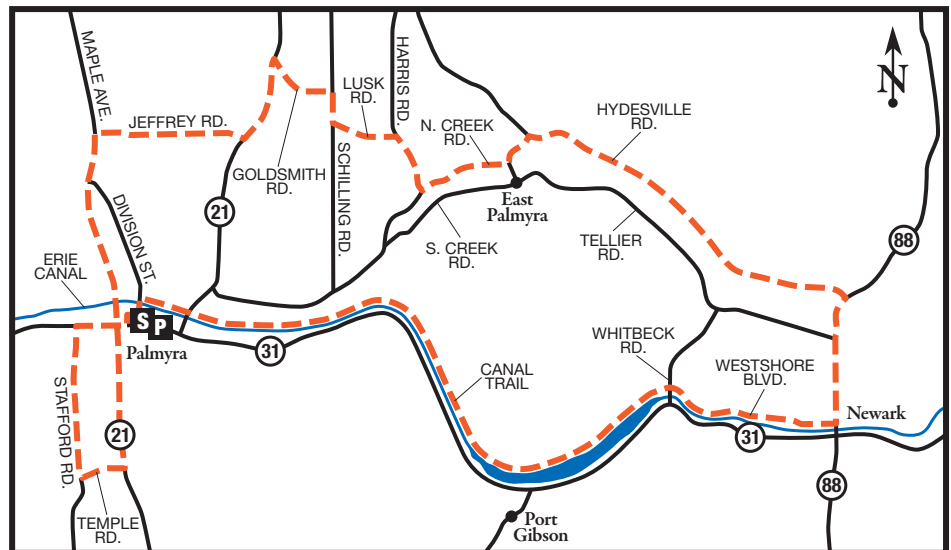 MAPLE AVE.
JEFFREY RD.
GOLDSMITH
RD.
LUSK
RD.
HARRIS RD.
N. CREEK
RD.
HYDESVILLE
RD.
N
SCHILLING RD.
21
DIVISION ST.
East
Palmyra
S. CREEK
RD.
TELLIER
RD.
88
ERIE
CANAL
S
P
Palmyra
31
CANAL
TRAIL
WHITBECK
RD.
WESTSHORE
BLVD.
Newark
31
STAFFORD RD.
21
88
TEMPLE
RD.
Port
Gibson